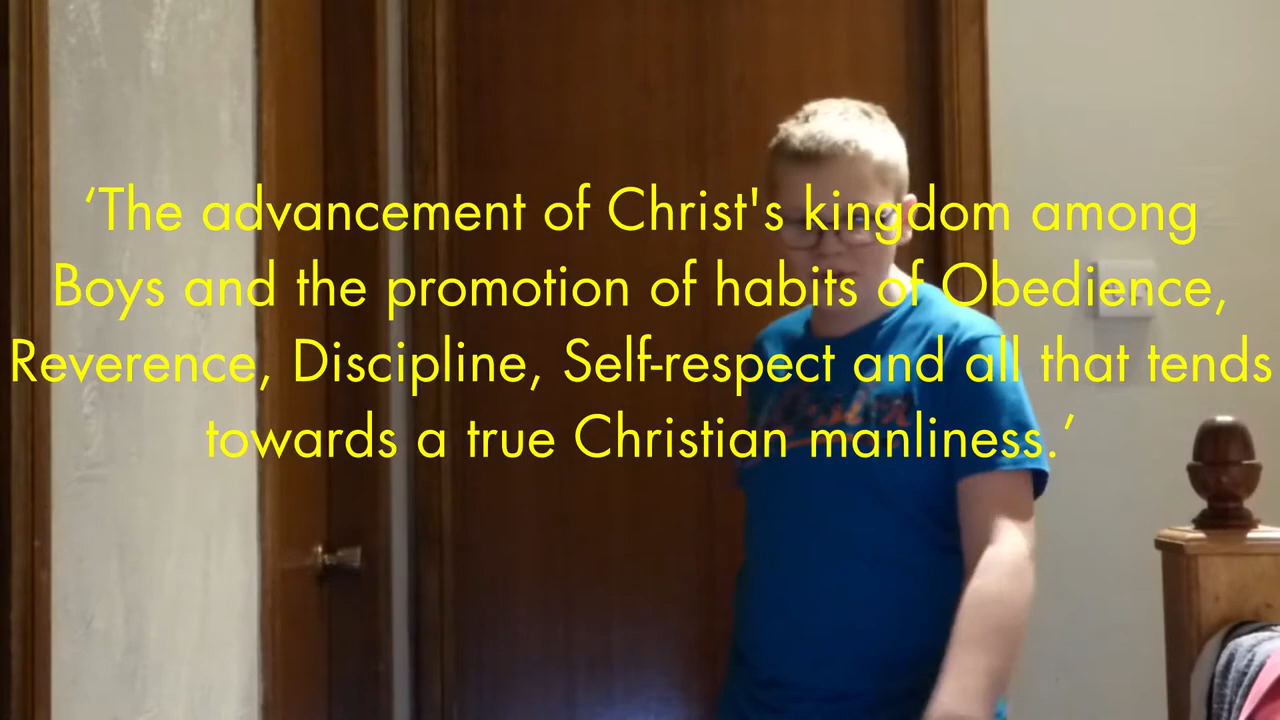 ‘The advancement of Christ's kingdom among
Boys and the promotion of habits of Obedience,
Reverence, Discipline, Self-respect and all that tends
towards a true Christian manliness.’